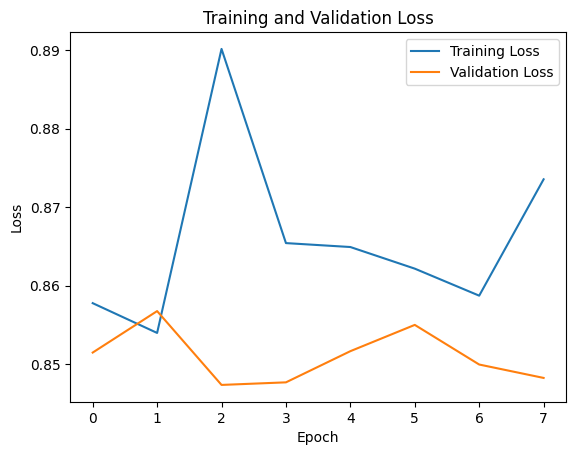 Training and Validation Loss
Training Loss
Validation Loss
0.89
0.88
0.87
0.86
0.85
Loss
0 1 2 3 4 5 6 7
Epoch